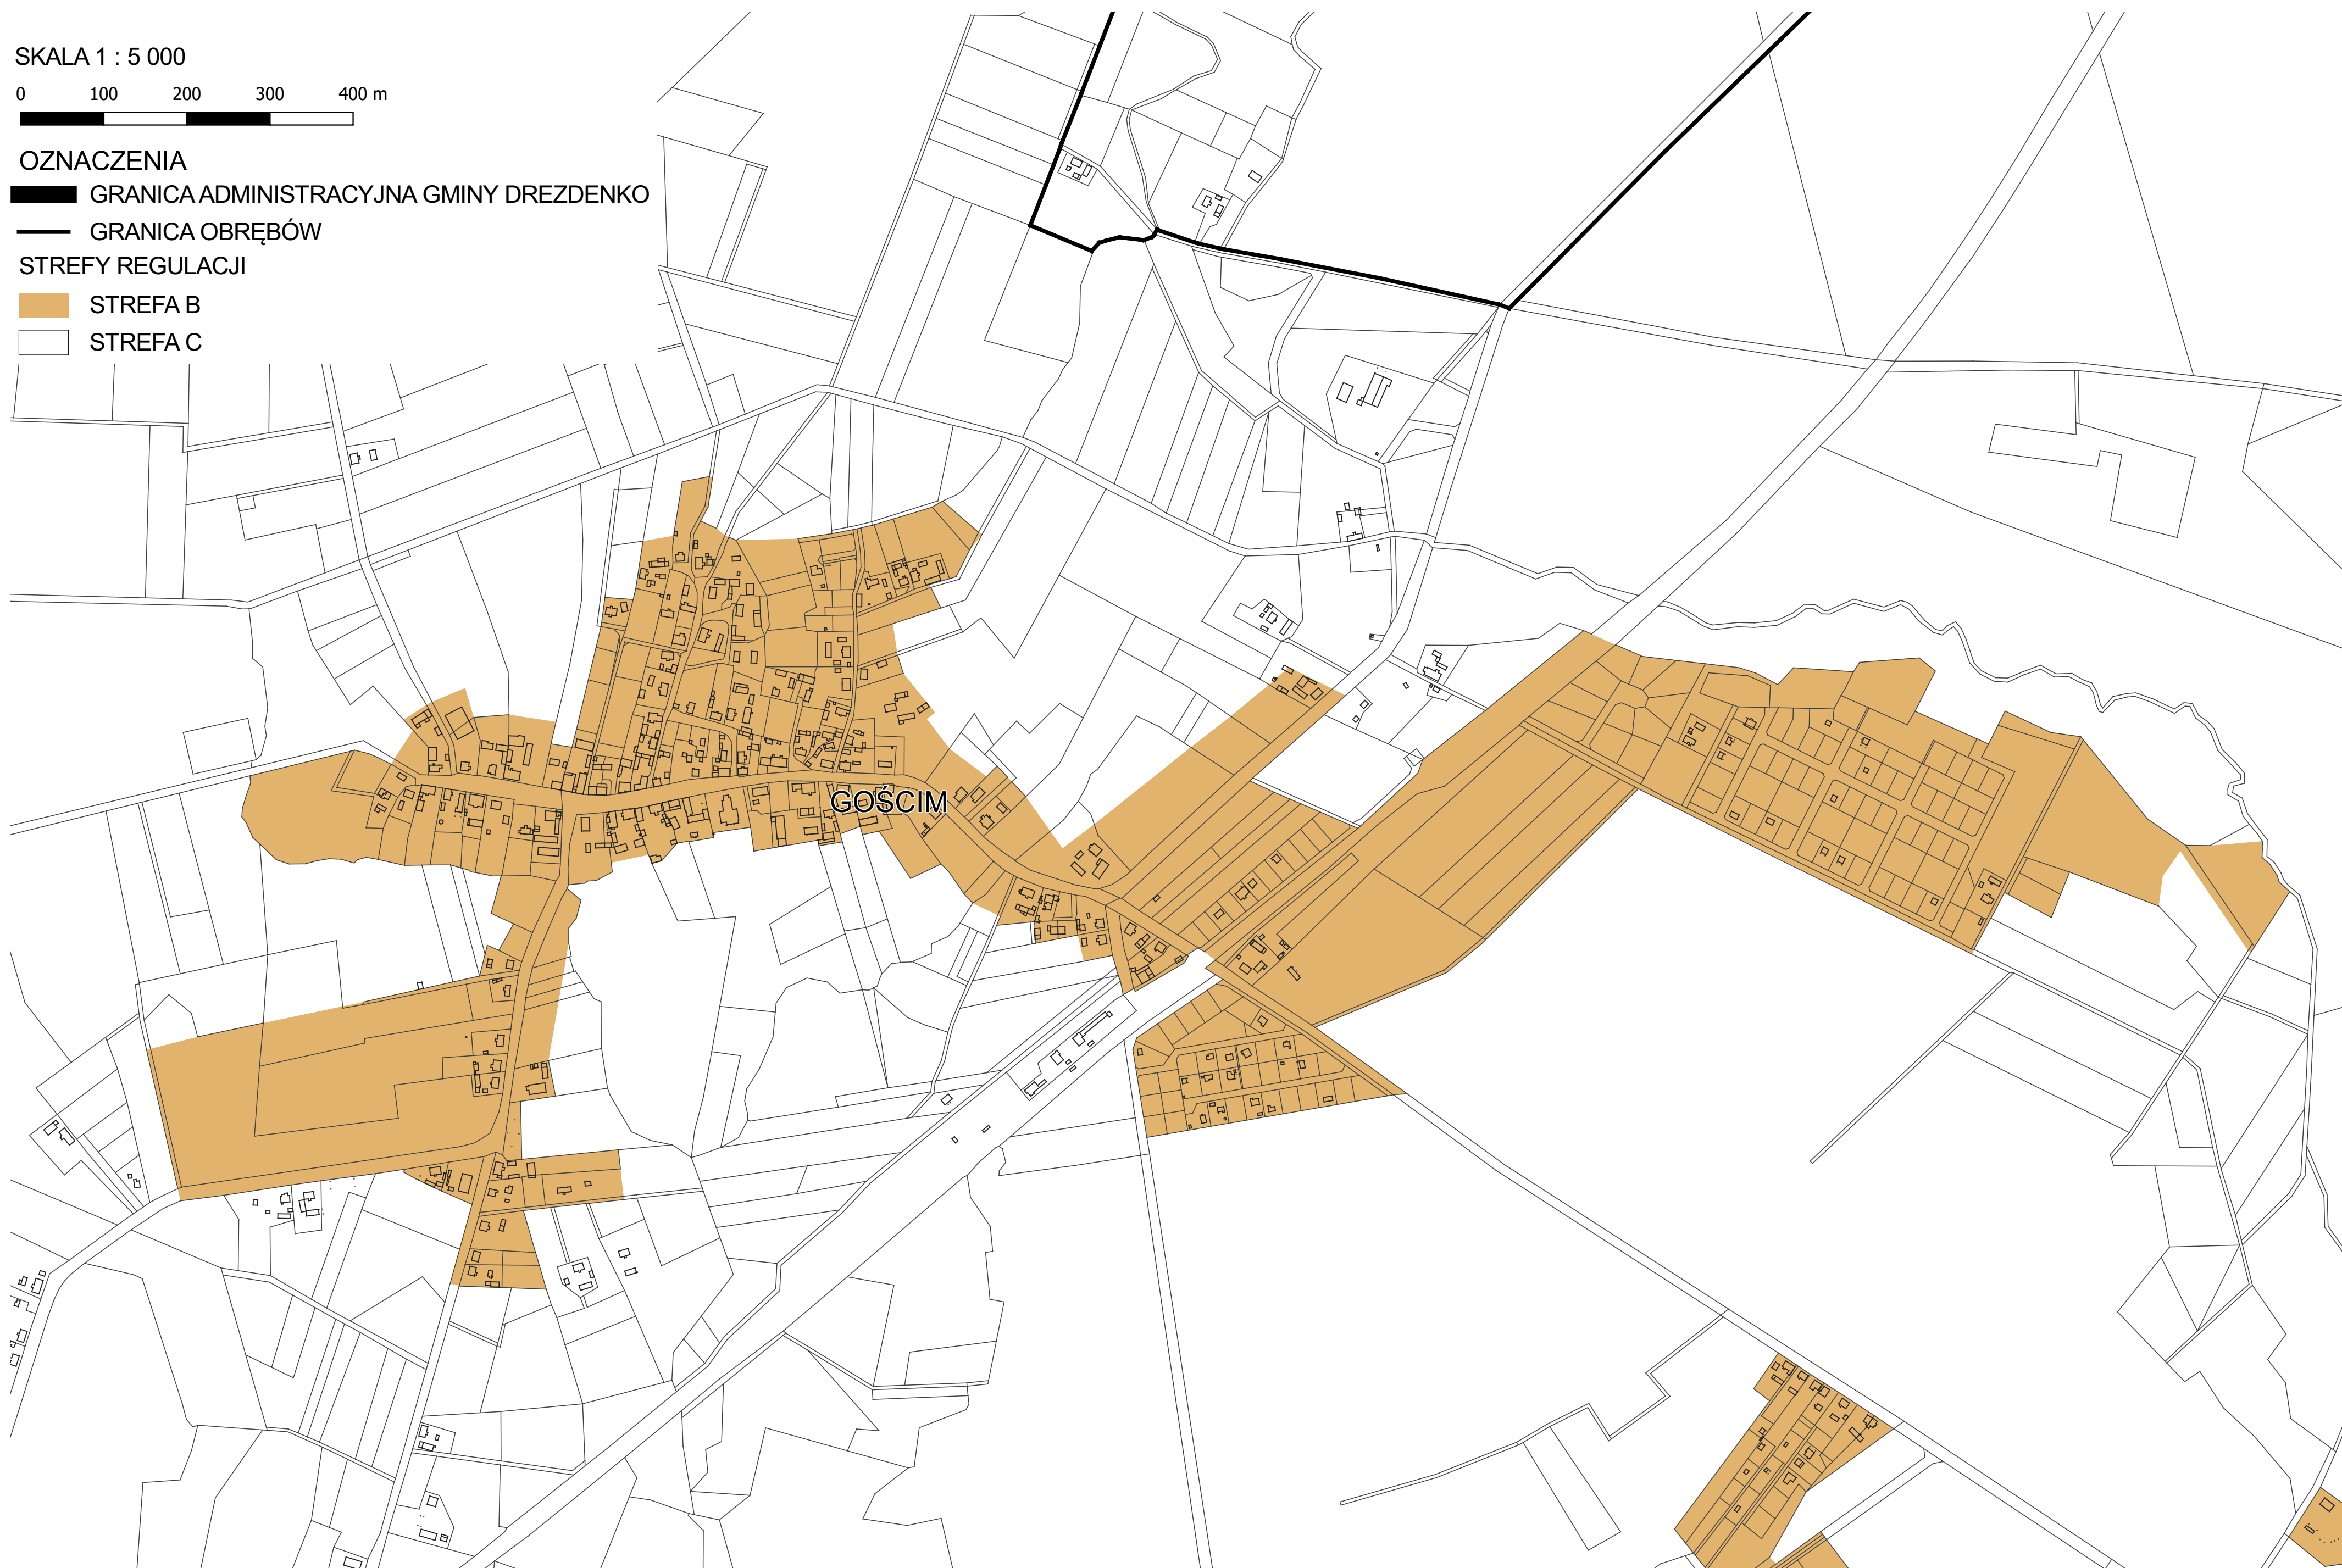 SKALA 1 : 5 000
0 100 200 300 400 m
OZNACZENIA
GRANICA ADMINISTRACYJNA GMINY DREZDENKO
GRANICA OBRĘBÓW
STREFY REGULACJI
STREFA B
STREFA C
GOŚCIM